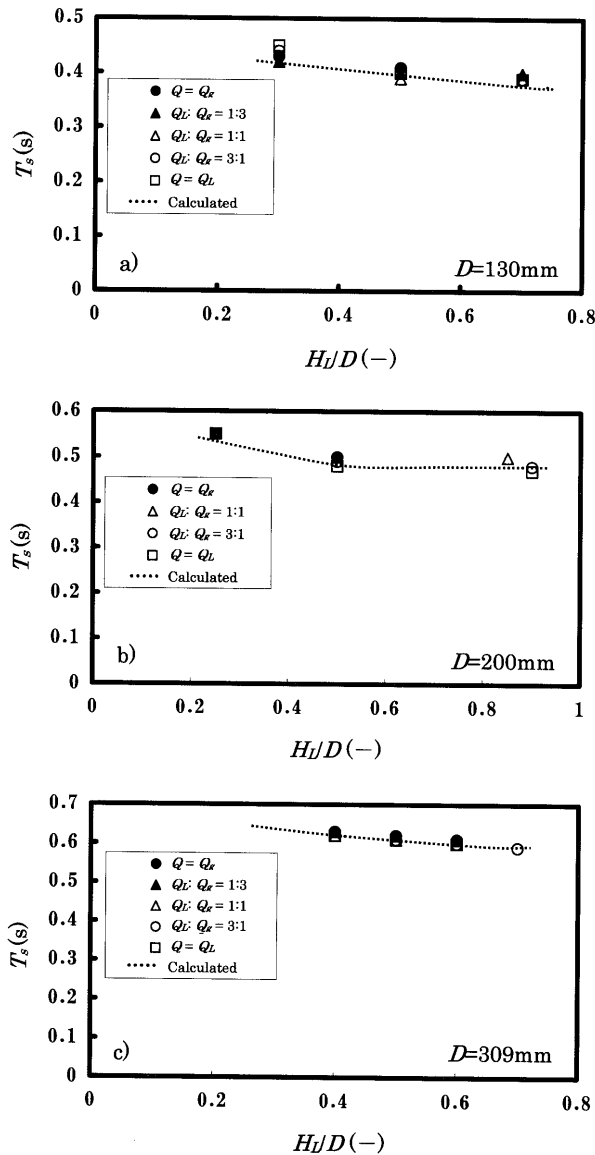 0.5
0.4
0.3
0.2
0.1
0
T_s(s)
● Q = Q_R
▲ Q_L: Q_R = 1:3
△ Q_L: Q_R = 1:1
○ Q_L: Q_R = 3:1
□ Q = Q_L
Calculated
a)
D=130mm
0 0.2 0.4 0.6 0.8
H_L/D (—)
0.6
0.5
0.4
0.3
0.2
0.1
0
T_s(s)
● Q = Q_R
△ Q_L: Q_R = 1:1
○ Q_L: Q_R = 3:1
□ Q = Q_L
Calculated
b)
D=200mm
0 0.2 0.4 0.6 0.8 1
H_L/D (—)
0.7
0.6
0.5
0.4
0.3
0.2
0.1
0
T_s(s)
● Q = Q_R
▲ Q_L: Q_R = 1:3
△ Q_L: Q_R = 1:1
○ Q_L: Q_R = 3:1
□ Q = Q_L
Calculated
c)
D=309mm
0 0.2 0.4 0.6 0.8
H_L/D (—)